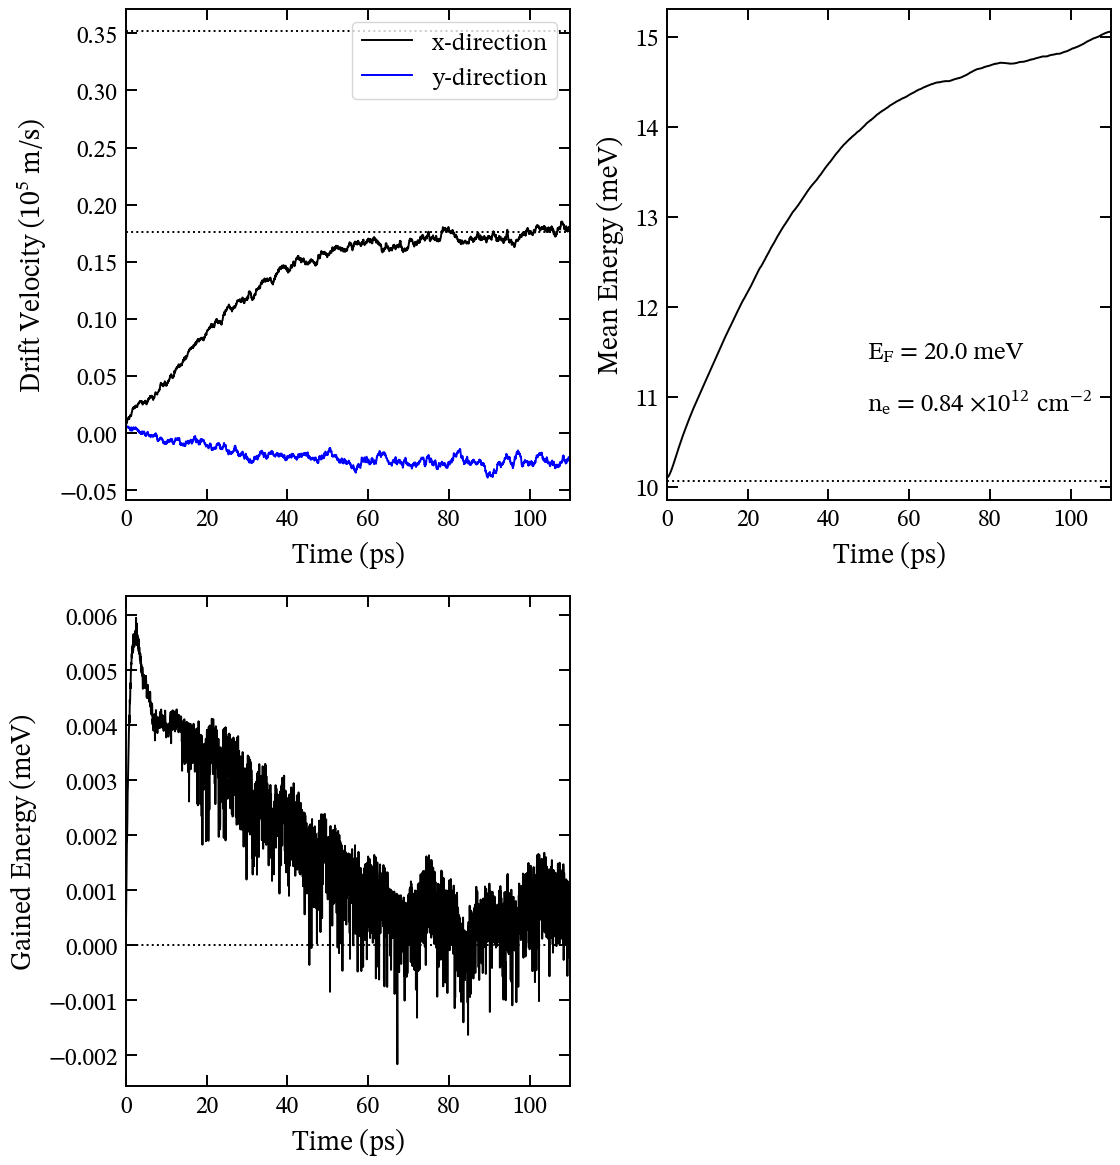 0.35
0.30
0.25
0.20
0.15
0.10
0.05
0.00
−0.05
Drift Velocity (10⁵ m/s)
x-direction
y-direction
0 20 40 60 80 100
Time (ps)
15
14
13
12
11
10
Mean Energy (meV)
E_F = 20.0 meV
n_e = 0.84 ×10¹² cm⁻²
0 20 40 60 80 100
Time (ps)
0.006
0.005
0.004
0.003
0.002
0.001
0.000
−0.001
−0.002
Gained Energy (meV)
0 20 40 60 80 100
Time (ps)